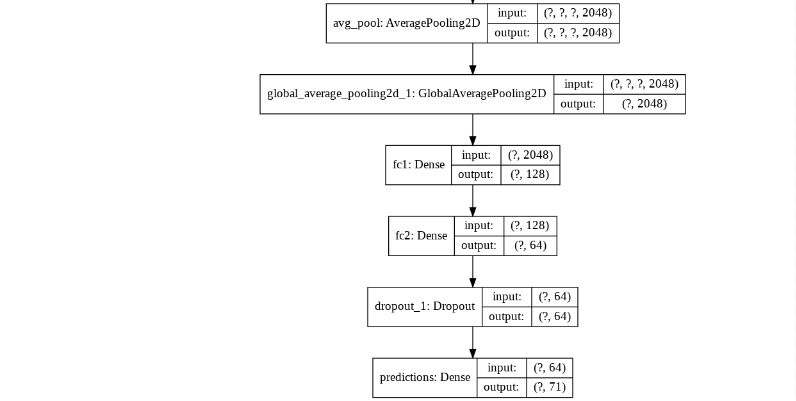 avg_pool: AveragePooling2D
input: (?, ?, ?, 2048)
output: (?, ?, ?, 2048)
global_average_pooling2d_1: GlobalAveragePooling2D
input: (?, ?, ?, 2048)
output: (?, 2048)
fc1: Dense
input: (?, 2048)
output: (?, 128)
fc2: Dense
input: (?, 128)
output: (?, 64)
dropout_1: Dropout
input: (?, 64)
output: (?, 64)
predictions: Dense
input: (?, 64)
output: (?, 71)